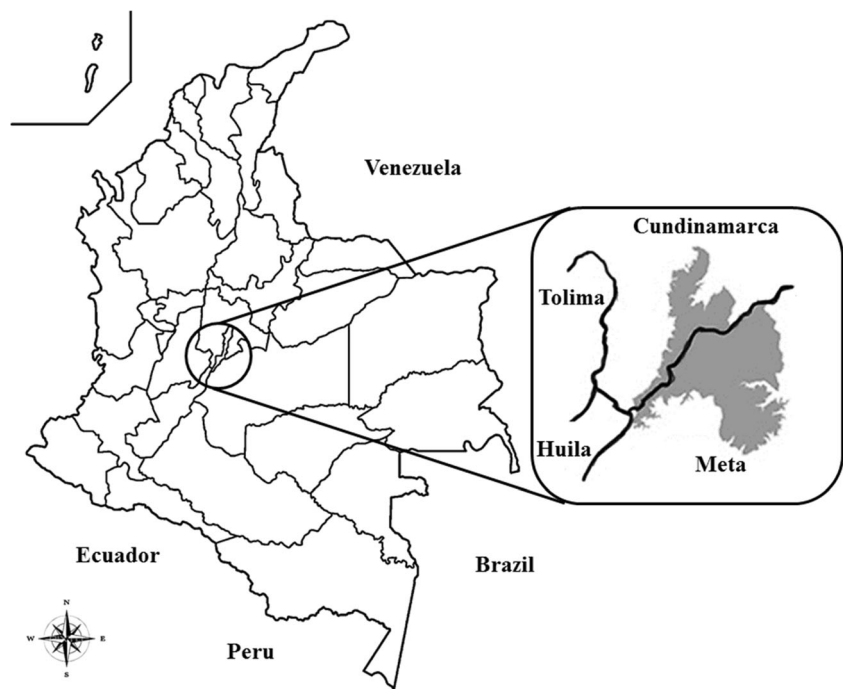 Venezuela
Cundinamarca
Tolima
Huila
Meta
Ecuador
Brazil
Peru
N
W
E
S